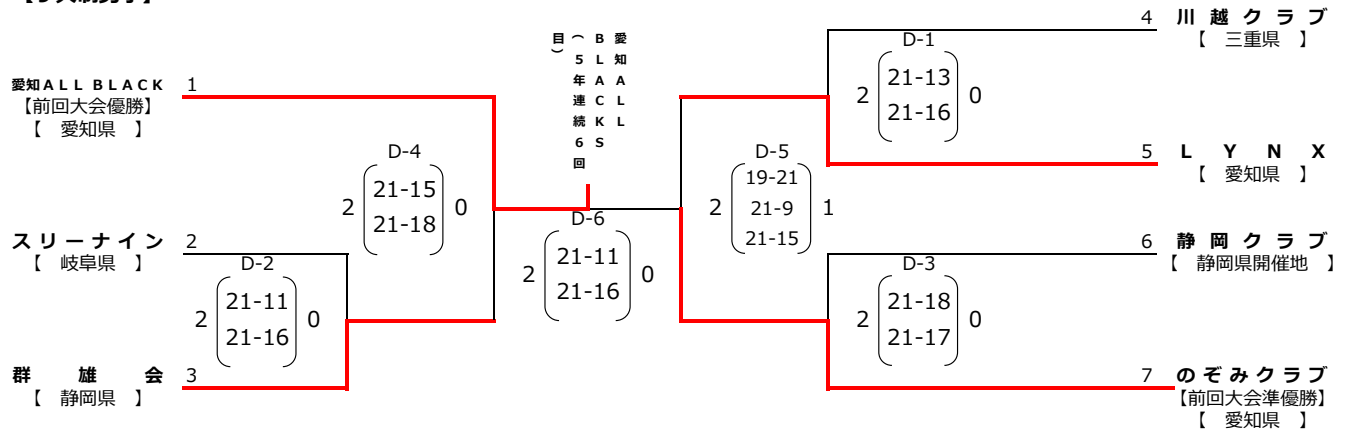 【9人制男子】
愛知ALL BLACK 1
【前回大会優勝】
【 愛知県 】
スリーナイン 2
【 岐阜県 】
群雄会 3
【 静岡県 】
D-2
2 21-11 0
21-16
D-4
2 21-15 0
21-18
愛知ALL
BLACKS
(5年連続6回
目)
D-6
2 21-11 0
21-16
D-5
19-21
2 21-9 1
21-15
4 川越クラブ
【 三重県 】
D-1
2 21-13 0
21-16
5 LYNX
【 愛知県 】
6 静岡クラブ
【 静岡県開催地 】
D-3
2 21-18 0
21-17
7 のぞみクラブ
【前回大会準優勝】
【 愛知県 】